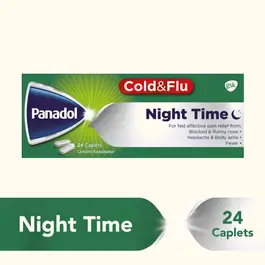 Cold&Flu
gsk
Panadol
Night Time
For fast effective pain relief from:
Blocked & Runny nose •
Headache & Body ache •
Fever •
24 Caplets
Contains Paracetamol
Night Time
24
Caplets